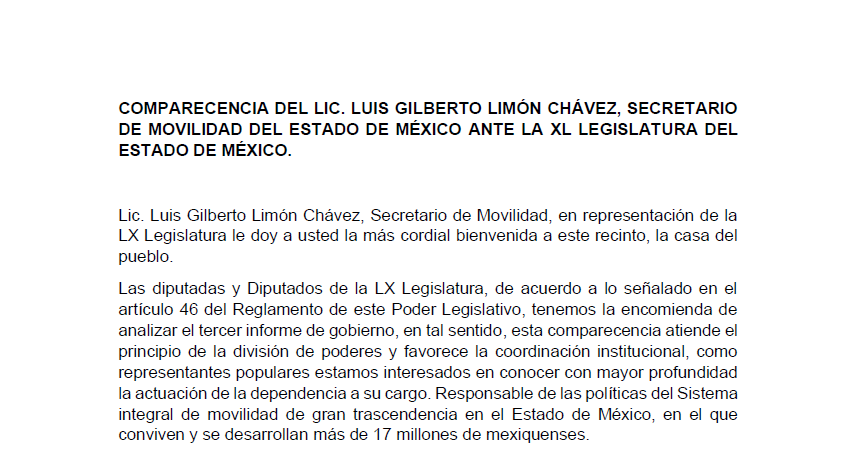 COMPARECENCIA DEL LIC. LUIS GILBERTO LIMÓN CHÁVEZ, SECRETARIO
DE MOVILIDAD DEL ESTADO DE MÉXICO ANTE LA XL LEGISLATURA DEL
ESTADO DE MÉXICO.
Lic. Luis Gilberto Limón Chávez, Secretario de Movilidad, en representación de la
LX Legislatura le doy a usted la más cordial bienvenida a este recinto, la casa del
pueblo.
Las diputadas y Diputados de la LX Legislatura, de acuerdo a lo señalado en el
artículo 46 del Reglamento de este Poder Legislativo, tenemos la encomienda de
analizar el tercer informe de gobierno, en tal sentido, esta comparecencia atiende el
principio de la división de poderes y favorece la coordinación institucional, como
representantes populares estamos interesados en conocer con mayor profundidad
la actuación de la dependencia a su cargo. Responsable de las políticas del Sistema
integral de movilidad de gran trascendencia en el Estado de México, en el que
conviven y se desarrollan más de 17 millones de mexiquenses.